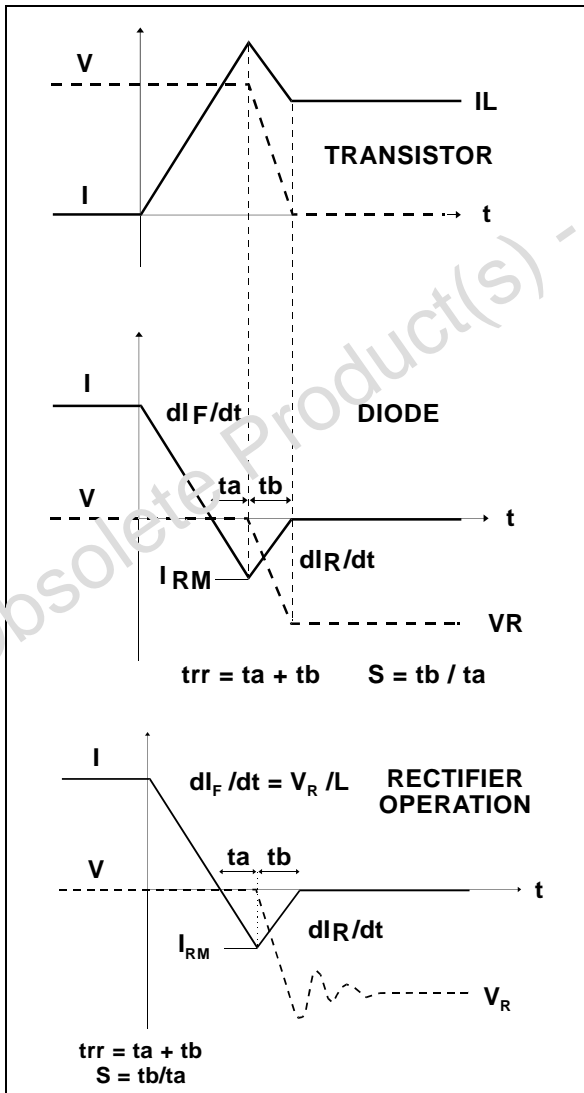 V
IL
TRANSISTOR
I
t
I
dIF/dt
DIODE
ta tb
V
t
IRM
dIR/dt
VR
trr = ta + tb S = tb / ta
I
dIF/dt = VR/L
RECTIFIER
OPERATION
ta tb
V
t
IRM
dIR/dt
VR
trr = ta + tb
S = tb/ta
obsolete Product(s) -